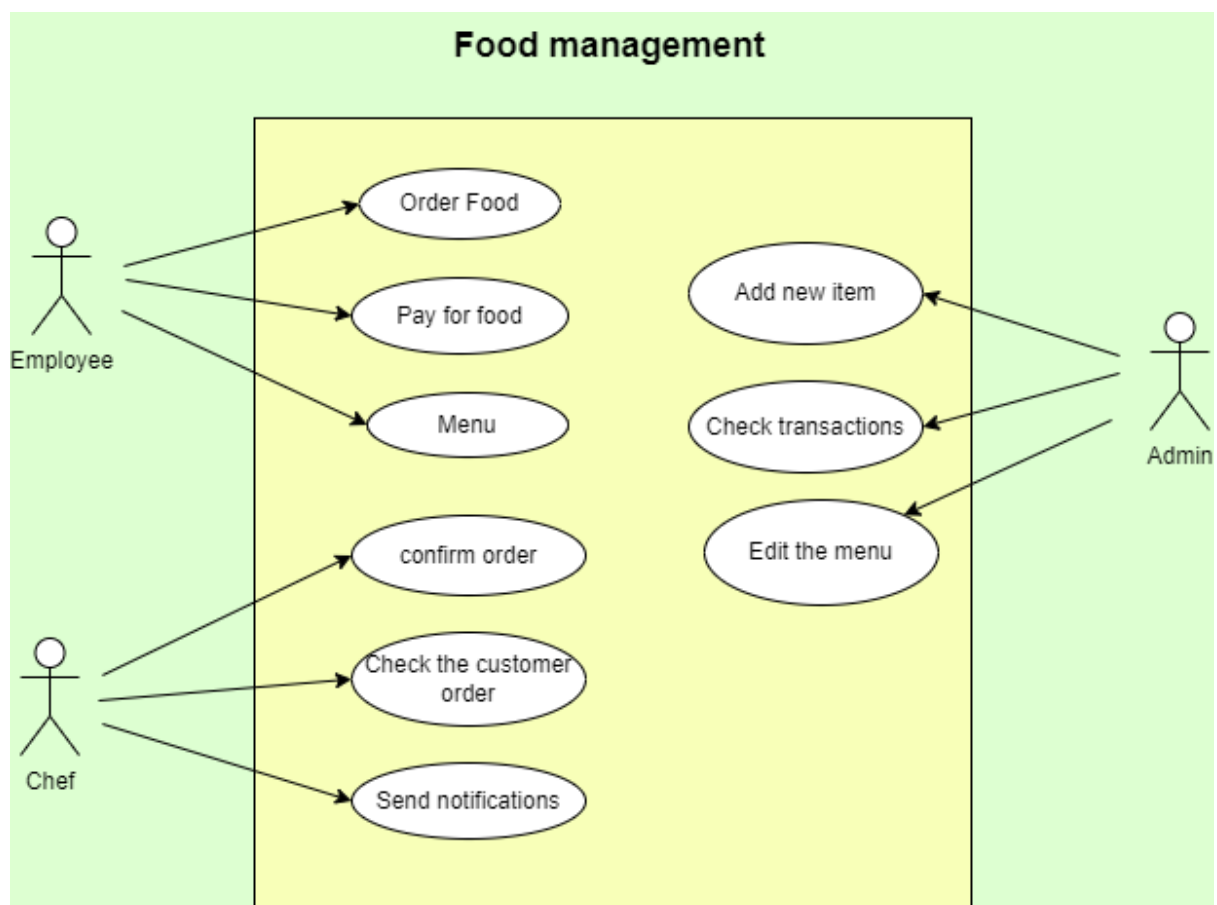 Food management
Order Food
Pay for food
Menu
Employee
Add new item
Check transactions
Edit the menu
Admin
confirm order
Check the customer
order
Send notifications
Chef